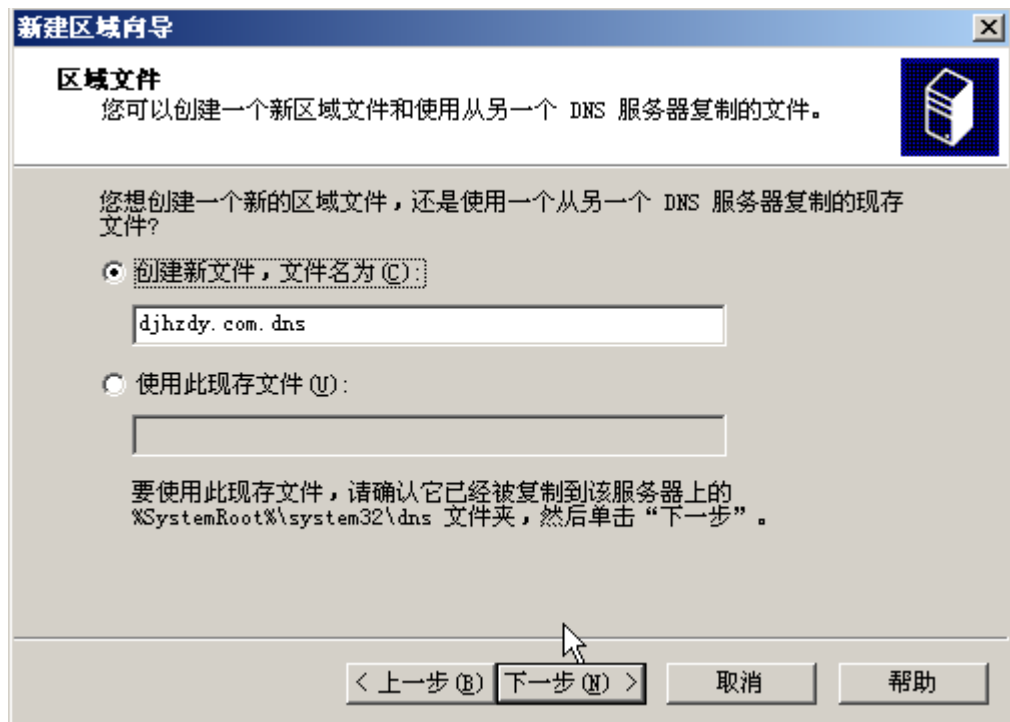 新建区域向导
区域文件
您可以创建一个新区域文件和使用从另一个 DNS 服务器复制的文件。
您想创建一个新的区域文件，还是使用一个从另一个 DNS 服务器复制的现存
文件?
创建新文件，文件名为(C):
djhzdy.com.dns
使用此现存文件(U):
要使用此现存文件，请确认它已经被复制到该服务器上的
%SystemRoot%\system32\dns 文件夹，然后单击“下一步”。
< 上一步(B) 下一步(N) > 取消 帮助